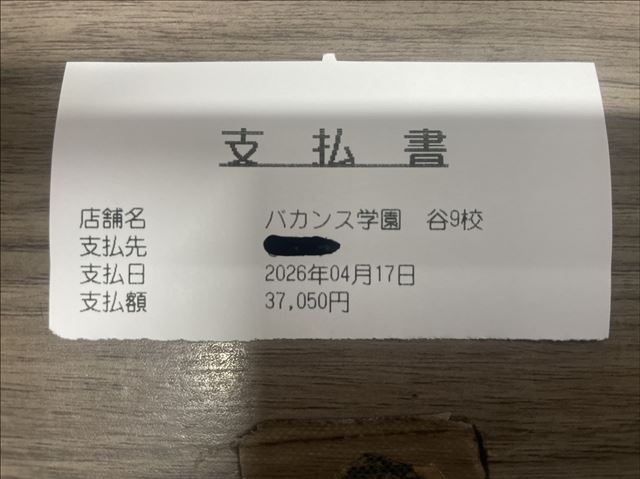 支払書
店舗名 バカンス学園 谷9校
支払先
支払日 2026年04月17日
支払額 37,050円